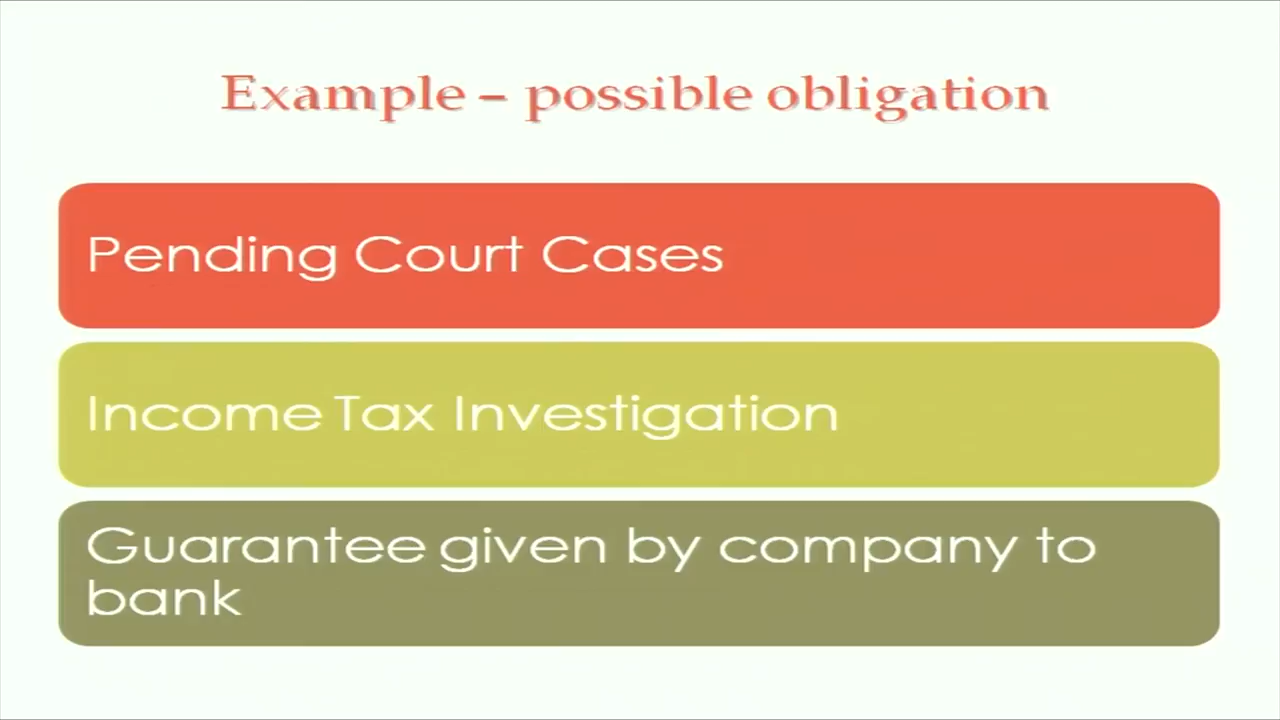 Example – possible obligation
Pending Court Cases
Income Tax Investigation
Guarantee given by company to
bank